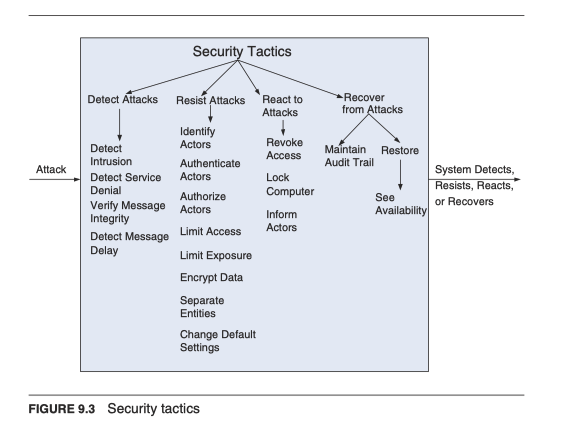 Security Tactics
Attack
Detect Attacks
Detect
Intrusion
Detect Service
Denial
Verify Message
Integrity
Detect Message
Delay
Resist Attacks
Identify
Actors
Authenticate
Actors
Authorize
Actors
Limit Access
Limit Exposure
Encrypt Data
Separate
Entities
Change Default
Settings
React to
Attacks
Revoke
Access
Lock
Computer
Inform
Actors
Recover
from Attacks
Maintain
Audit Trail
Restore
See
Availability
System Detects,
Resists, Reacts,
or Recovers
FIGURE 9.3 Security tactics